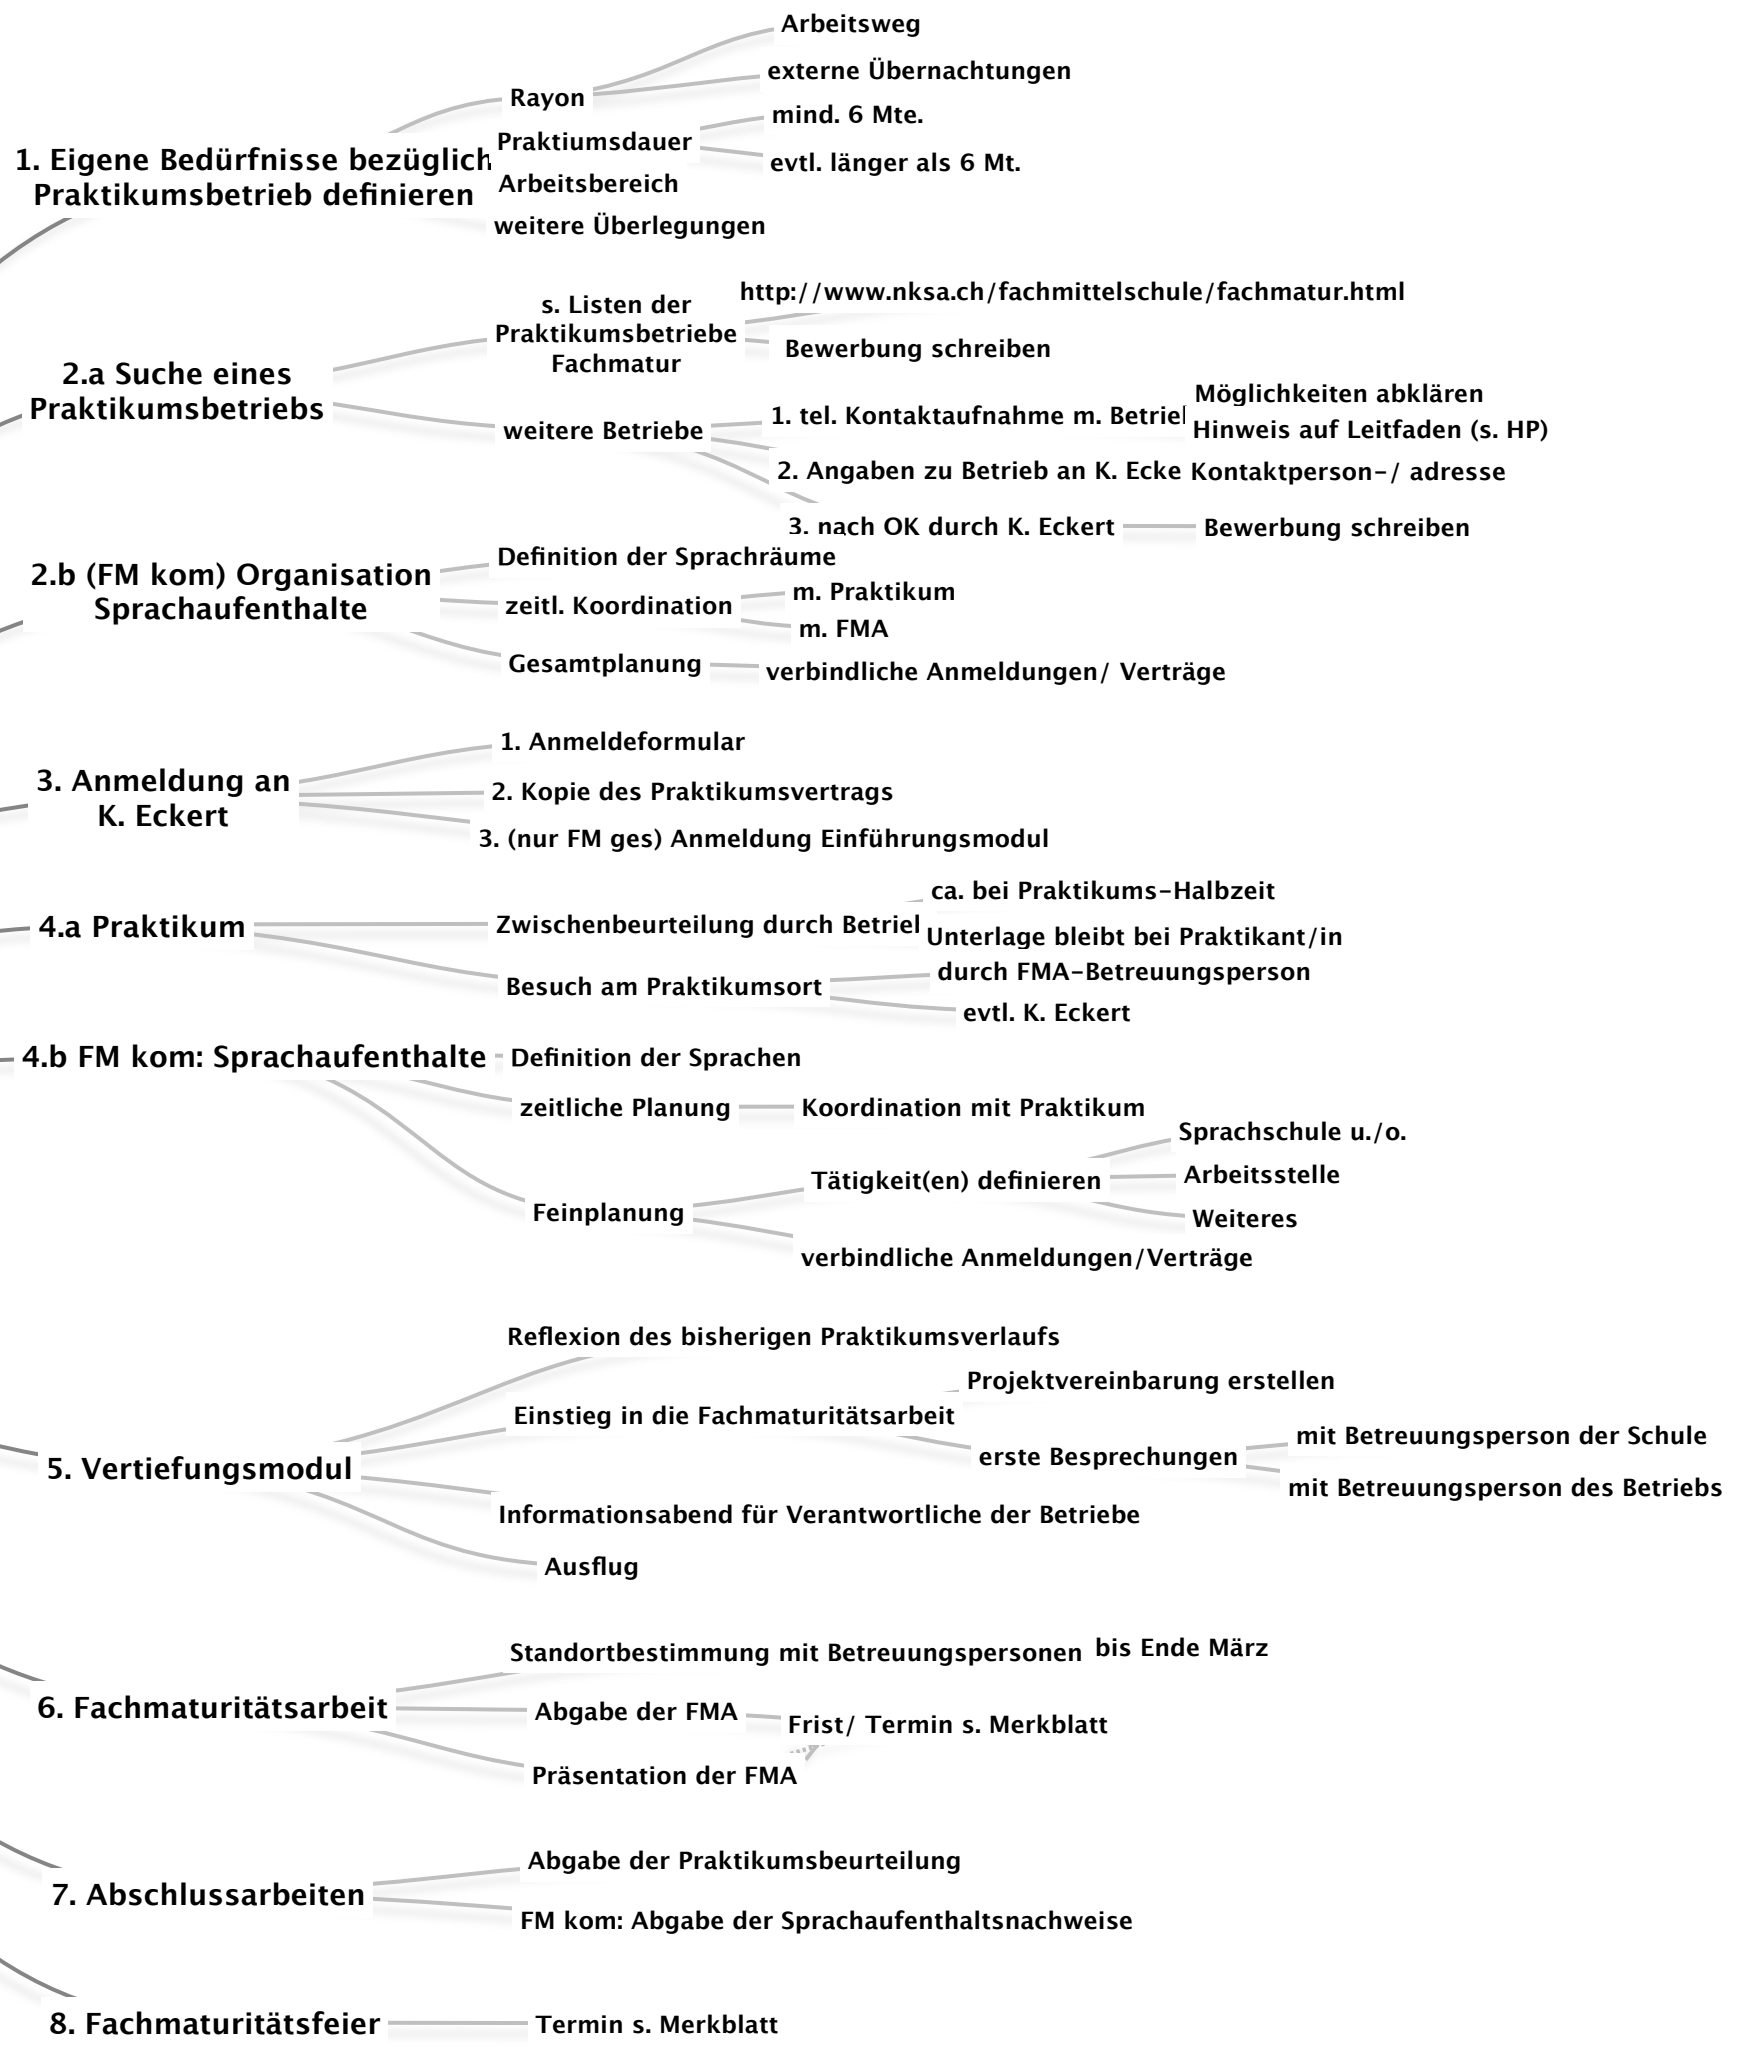 Arbeitsweg
externe Übernachtungen
Rayon
mind. 6 Mte.
Praktiumsdauer
evtl. länger als 6 Mt.
1. Eigene Bedürfnisse bezüglich
Praktikumsbetrieb definieren
Arbeitsbereich
weitere Überlegungen
s. Listen der
Praktikumsbetriebe
Fachmatur
http://www.nksa.ch/fachmittelschule/fachmatur.html
Bewerbung schreiben
2.a Suche eines
Praktikumsbetriebs
weitere Betriebe
1. tel. Kontaktaufnahme m. Betrieb
Möglichkeiten abklären
Hinweis auf Leitfaden (s. HP)
2. Angaben zu Betrieb an K. Ecke
Kontaktperson-/ adresse
3. nach OK durch K. Eckert
Bewerbung schreiben
2.b (FM kom) Organisation
Sprachaufenthalte
Definition der Sprachräume
zeitl. Koordination
m. Praktikum
m. FMA
Gesamtplanung
verbindliche Anmeldungen/ Verträge
3. Anmeldung an
K. Eckert
1. Anmeldeformular
2. Kopie des Praktikumsvertrags
3. (nur FM ges) Anmeldung Einführungsmodul
4.a Praktikum
Zwischenbeurteilung durch Betrieb
ca. bei Praktikums-Halbzeit
Unterlage bleibt bei Praktikant/in
Besuch am Praktikumsort
durch FMA-Betreuungsperson
evtl. K. Eckert
4.b FM kom: Sprachaufenthalte
Definition der Sprachen
zeitliche Planung
Koordination mit Praktikum
Feinplanung
Tätigkeit(en) definieren
Sprachschule u./o.
Arbeitsstelle
Weiteres
verbindliche Anmeldungen/Verträge
5. Vertiefungsmodul
Reflexion des bisherigen Praktikumsverlaufs
Einstieg in die Fachmaturitätsarbeit
Projektvereinbarung erstellen
erste Besprechungen
mit Betreuungsperson der Schule
mit Betreuungsperson des Betriebs
Informationsabend für Verantwortliche der Betriebe
Ausflug
6. Fachmaturitätsarbeit
Standortbestimmung mit Betreuungspersonen
bis Ende März
Abgabe der FMA
Frist/ Termin s. Merkblatt
Präsentation der FMA
7. Abschlussarbeiten
Abgabe der Praktikumsbeurteilung
FM kom: Abgabe der Sprachaufenthaltsnachweise
8. Fachmaturitätsfeier
Termin s. Merkblatt